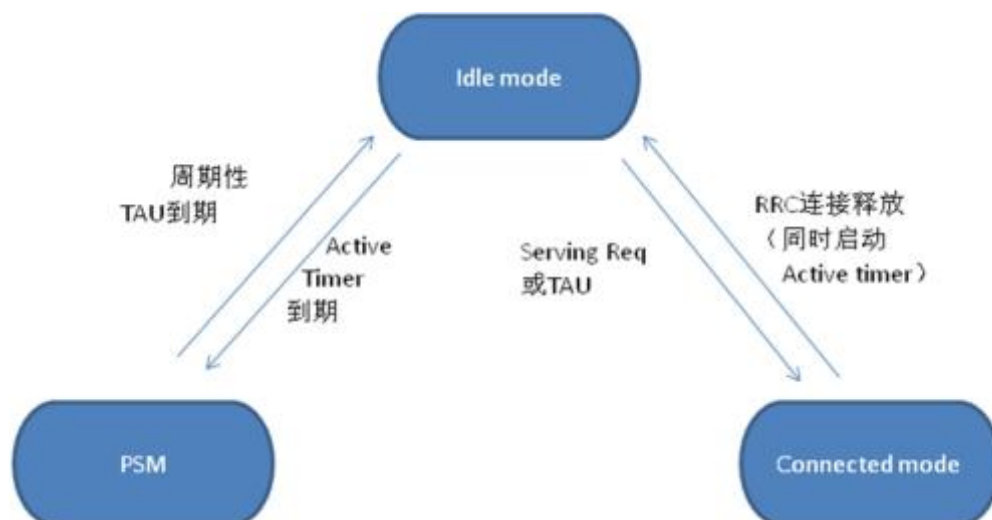 Idle mode
周期性
TAU到期
Active
Timer
到期
Serving Req
或TAU
RRC连接释放
（同时启动
Active timer）
PSM
Connected mode